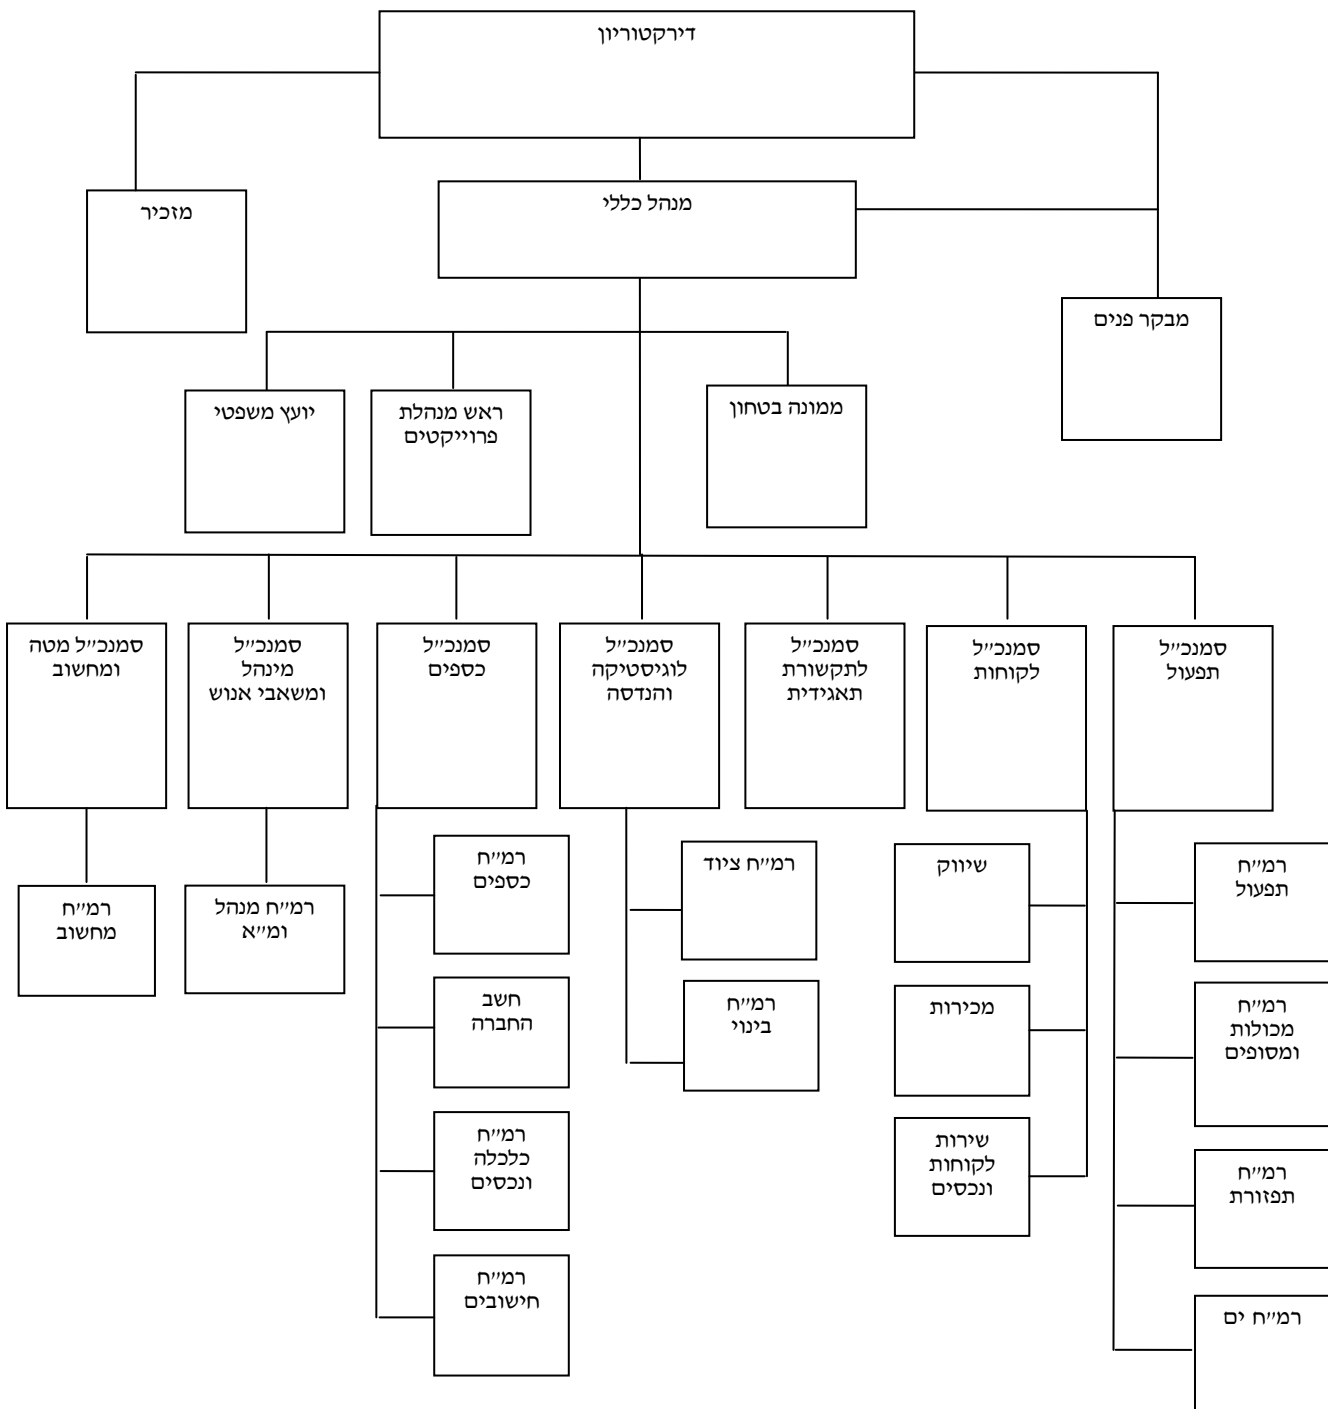 דירקטוריון
מנהל כללי
מזכיר
מבקר פנים
ממונה בטחון
ראש מנהלת
פרוייקטים
יועץ משפטי
סמנכ״ל
תפעול
סמנכ״ל
לקוחות
סמנכ״ל
לתקשורת
תאגידית
סמנכ״ל
לוגיסטיקה
והנדסה
סמנכ״ל
כספים
סמנכ״ל
מינהל
ומשאבי אנוש
סמנכ״ל מטה
ומחשוב
רמ״ח
תפעול
רמ״ח
מכולות
ומסופים
רמ״ח
תפזורת
רמ״ח ים
שיווק
מכירות
שירות
לקוחות
ונכסים
רמ״ח ציוד
רמ״ח
בינוי
רמ״ח
כספים
חשב
החברה
רמ״ח
כלכלה
ונכסים
רמ״ח
חישובים
רמ״ח מנהל
ומ״א
רמ״ח
מחשוב